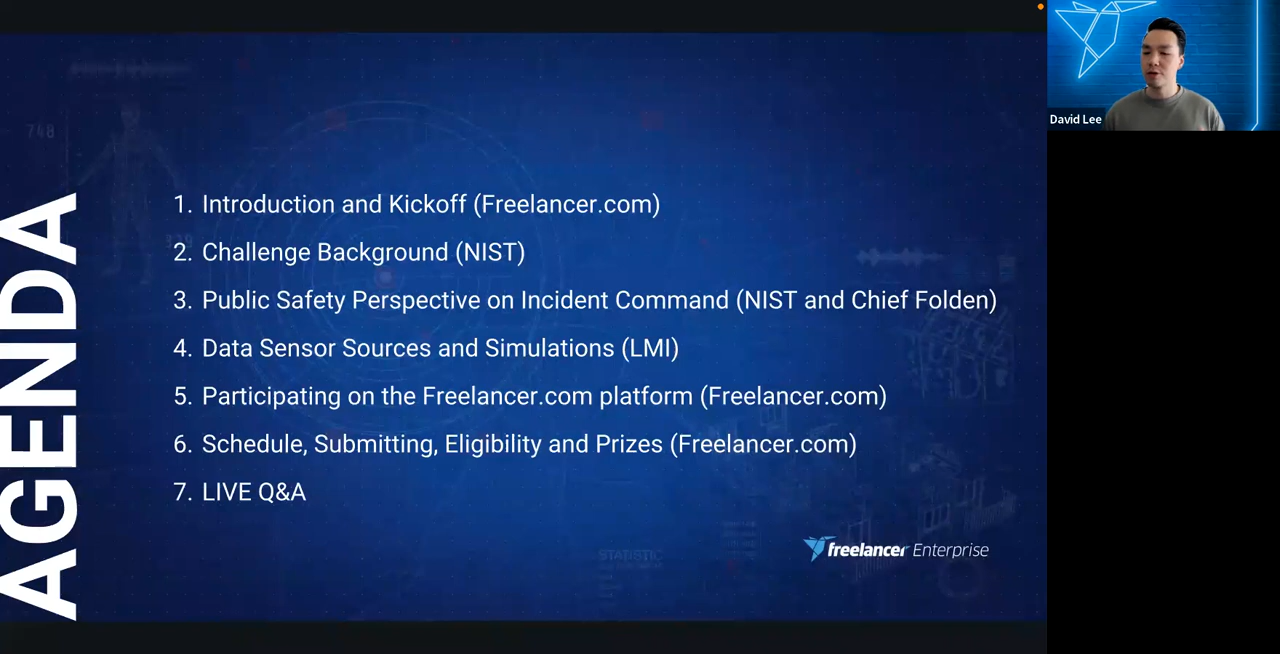 AGENDA
1. Introduction and Kickoff (Freelancer.com)
2. Challenge Background (NIST)
3. Public Safety Perspective on Incident Command (NIST and Chief Folden)
4. Data Sensor Sources and Simulations (LMI)
5. Participating on the Freelancer.com platform (Freelancer.com)
6. Schedule, Submitting, Eligibility and Prizes (Freelancer.com)
7. LIVE Q&A
freelancer Enterprise
David Lee
748
STATISTIC